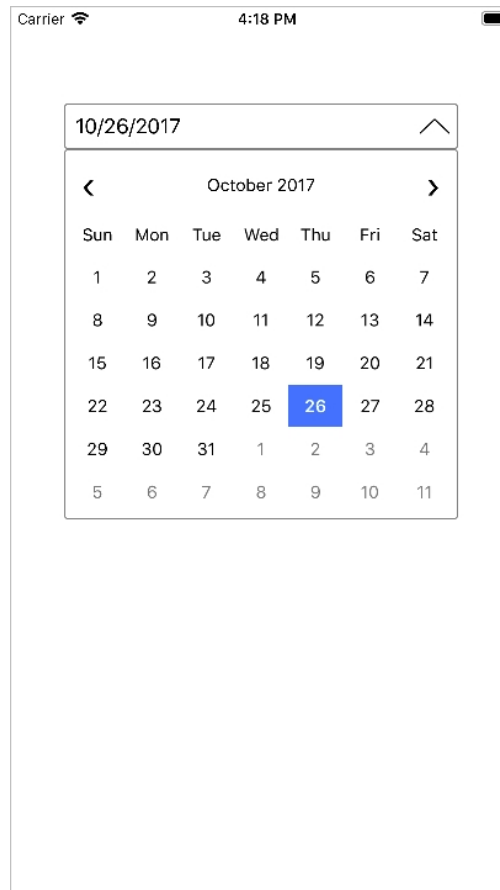 Carrier 4:18 PM
10/26/2017
‹ October 2017 ›
Sun Mon Tue Wed Thu Fri Sat
1 2 3 4 5 6 7
8 9 10 11 12 13 14
15 16 17 18 19 20 21
22 23 24 25 26 27 28
29 30 31 1 2 3 4
5 6 7 8 9 10 11